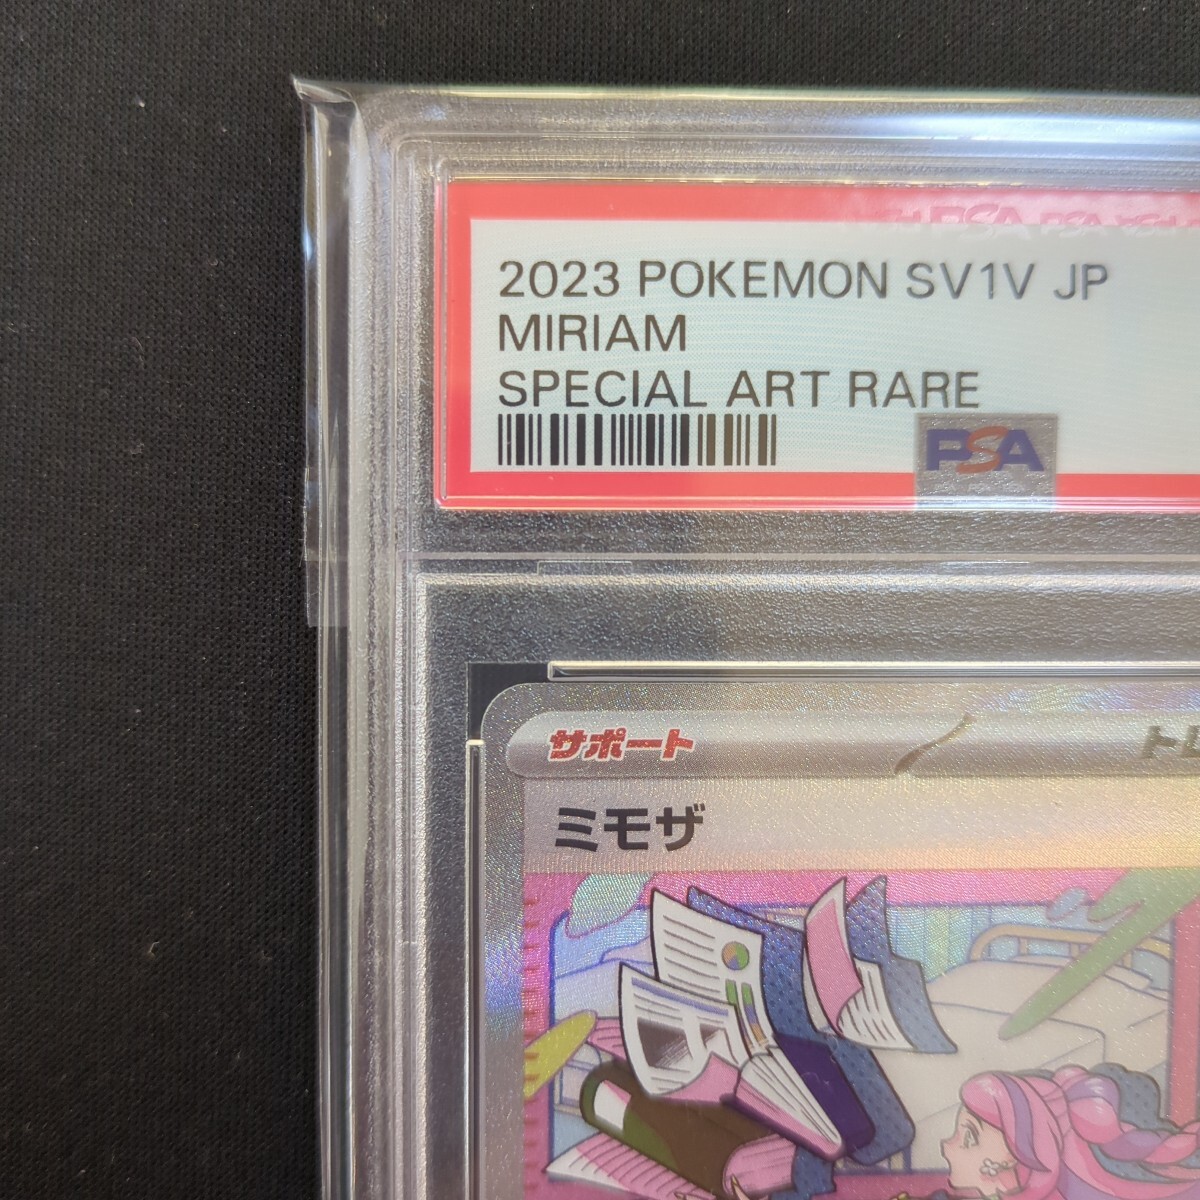 2023 POKEMON SV1V JP
MIRIAM
SPECIAL ART RARE
PSA
サポート
ミモザ